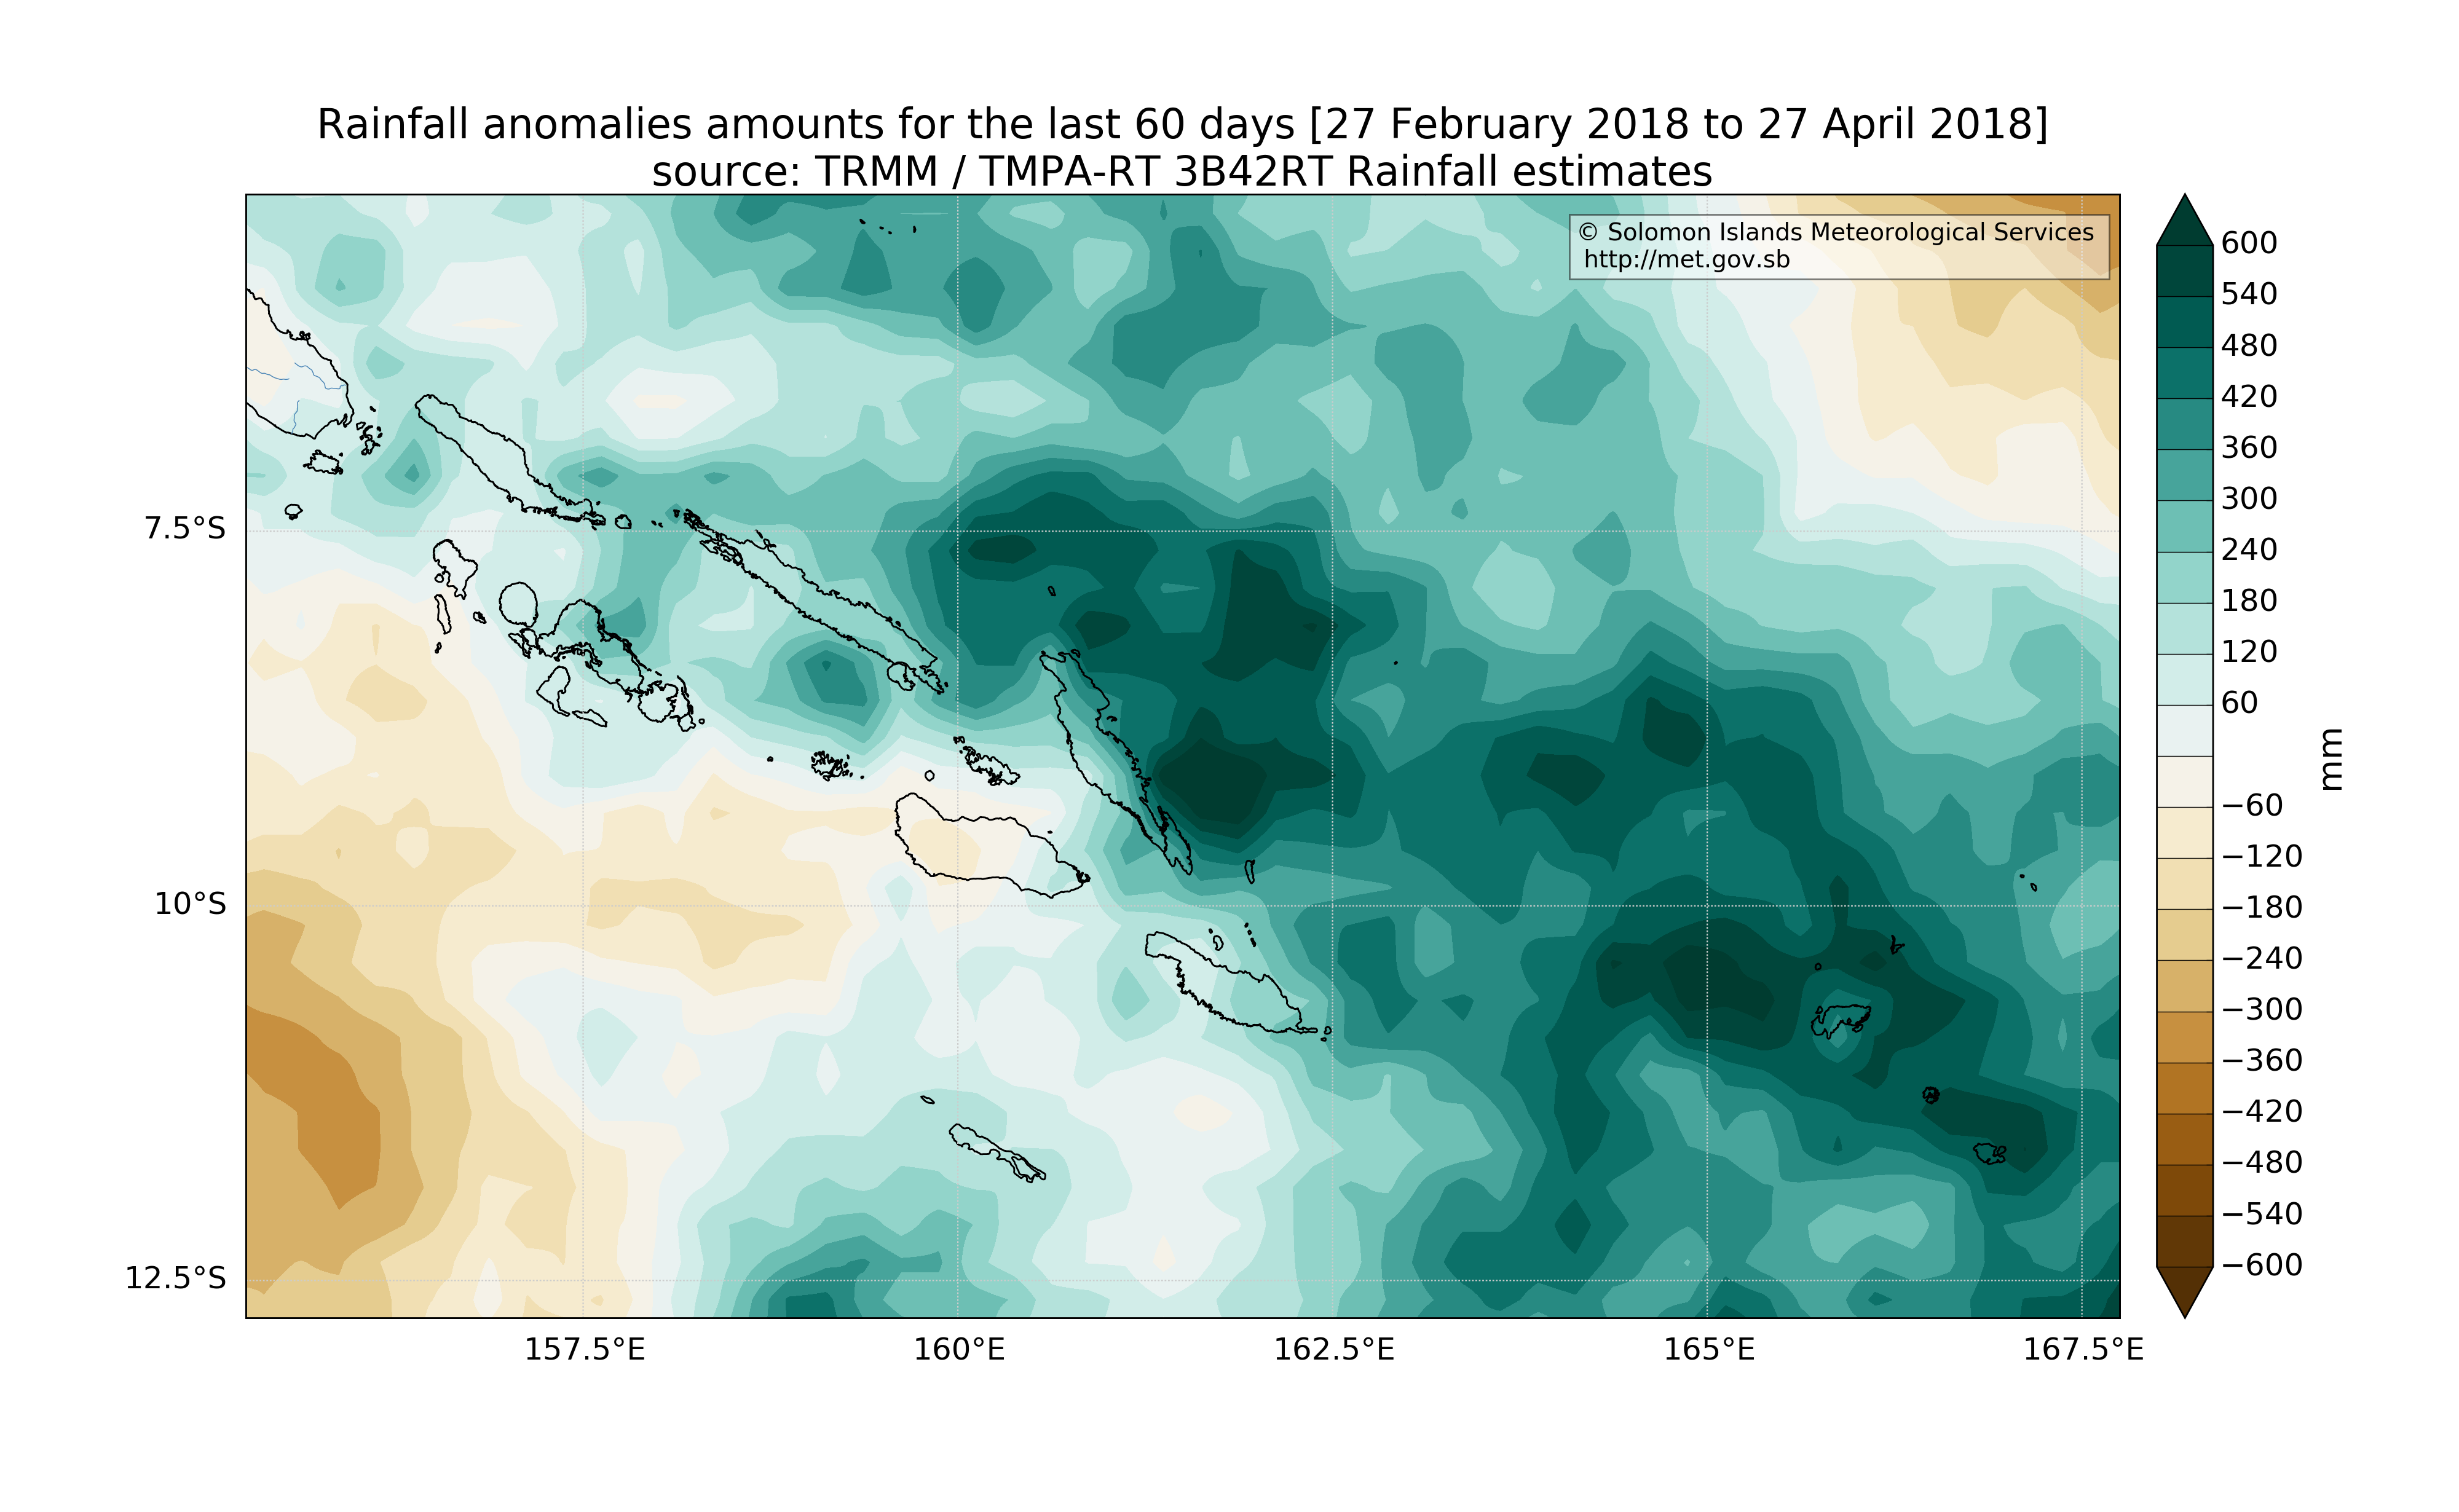 Rainfall anomalies amounts for the last 60 days [27 February 2018 to 27 April 2018]
source: TRMM / TMPA-RT 3B42RT Rainfall estimates
© Solomon Islands Meteorological Services
http://met.gov.sb
7.5°S
10°S
12.5°S
157.5°E
160°E
162.5°E
165°E
167.5°E
600
540
480
420
360
300
240
180
120
60
−60
−120
−180
−240
−300
−360
−420
−480
−540
−600
mm